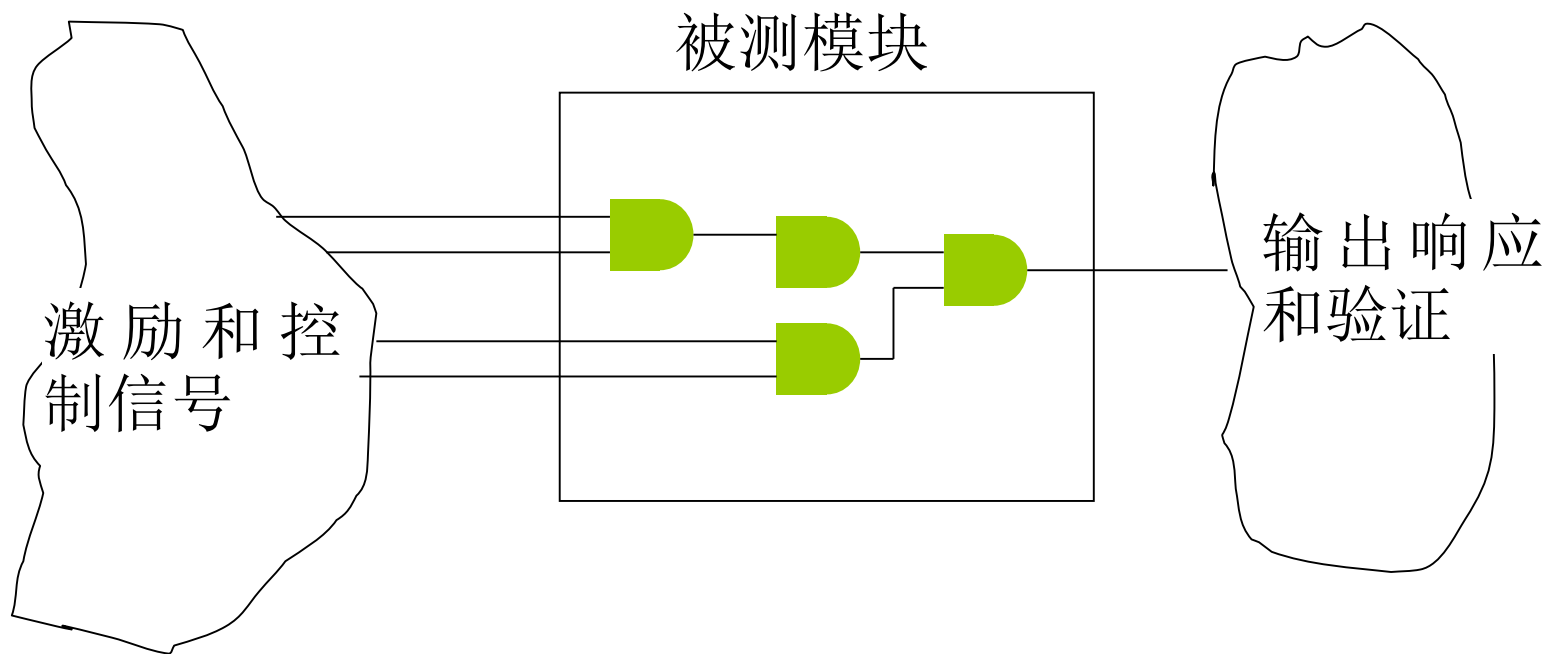 被测模块
激励和控
制信号
输出响应
和验证